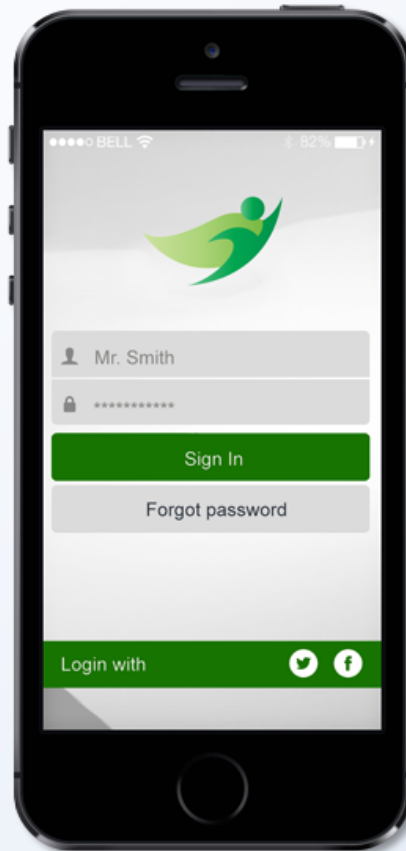 BELL 82%
Mr. Smith
***********
Sign In
Forgot password
Login with